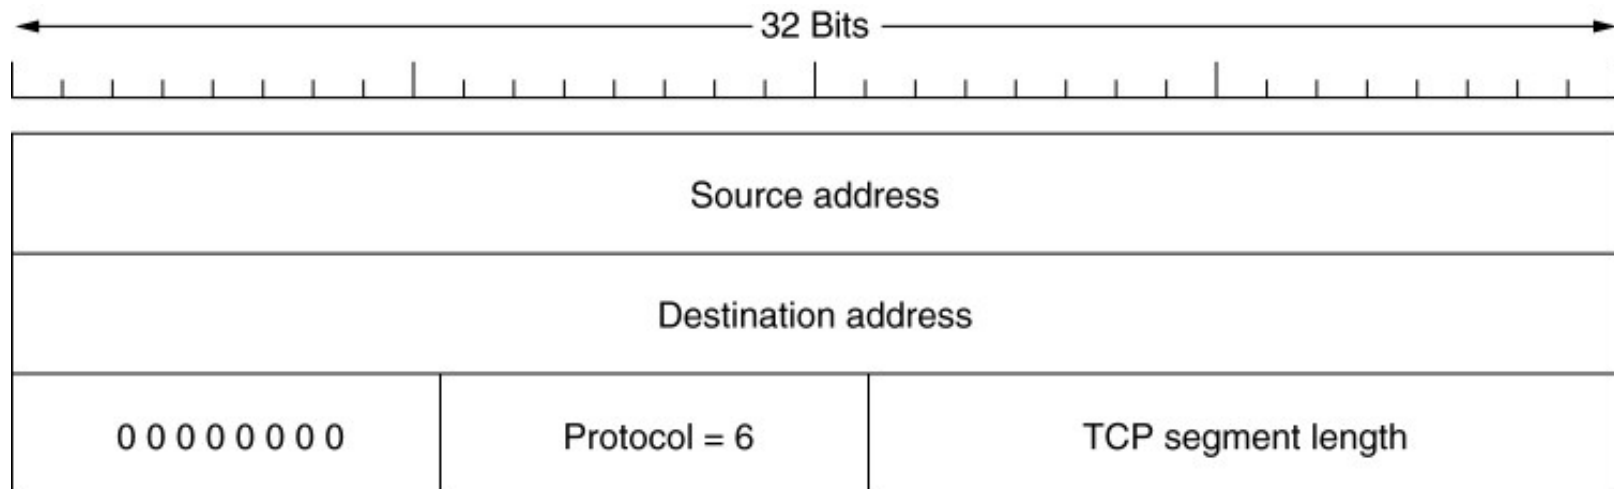 32 Bits
Source address
Destination address
0 0 0 0 0 0 0 0 Protocol = 6 TCP segment length